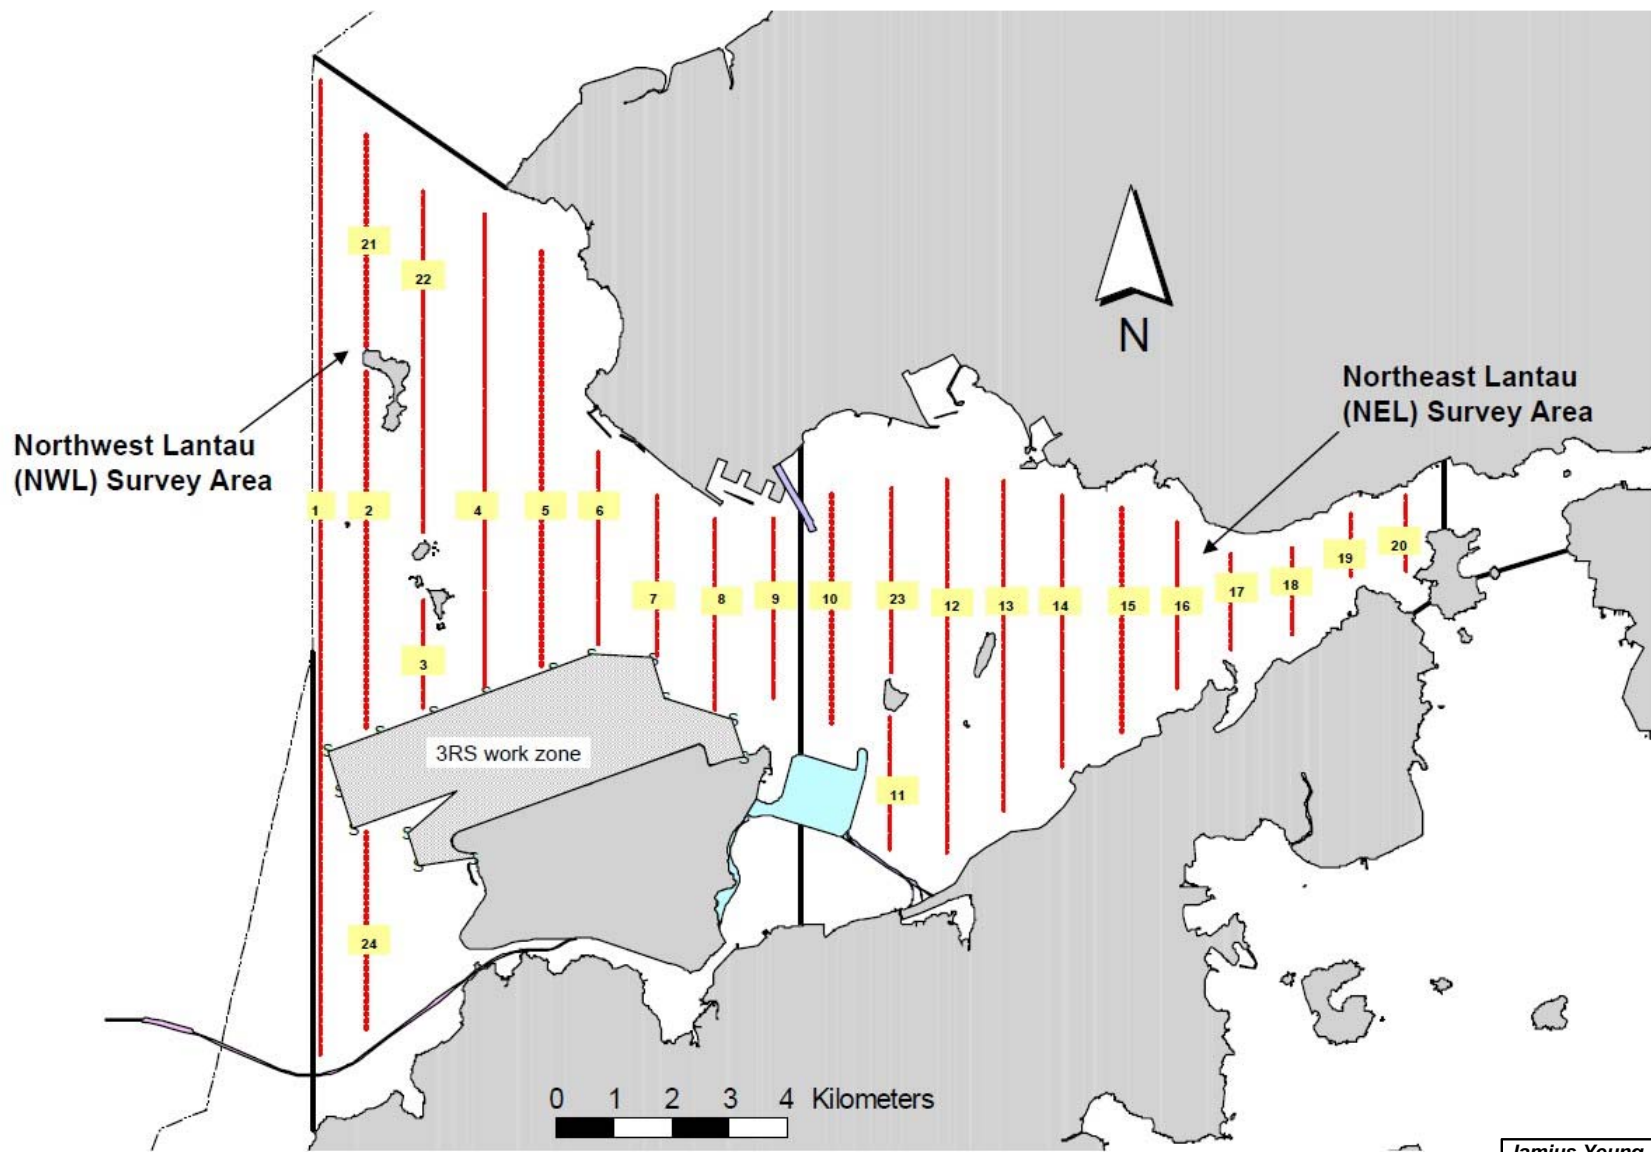 21
22
N
Northeast Lantau
(NEL) Survey Area
Northwest Lantau
(NWL) Survey Area
1
2
4
5
6
20
19
18
17
7
8
9
10
23
12
13
14
15
16
3
3RS work zone
11
24
S
S
S
S
S
S
S
S
S
S
S
S
S
S
0 1 2 3 4 Kilometers